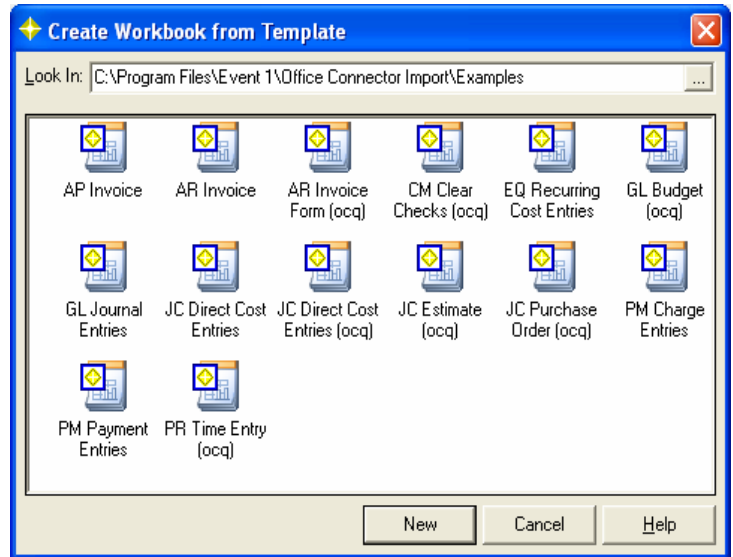 Create Workbook from Template
Look In: C:\Program Files\Event 1\Office Connector Import\Examples ...
AP Invoice
AR Invoice
AR Invoice
Form (ocq)
CM Clear
Checks (ocq)
EQ Recurring
Cost Entries
GL Budget
(ocq)
GL Journal
Entries
JC Direct Cost
Entries
JC Direct Cost
Entries (ocq)
JC Estimate
(ocq)
JC Purchase
Order (ocq)
PM Charge
Entries
PM Payment
Entries
PR Time Entry
(ocq)
New Cancel Help